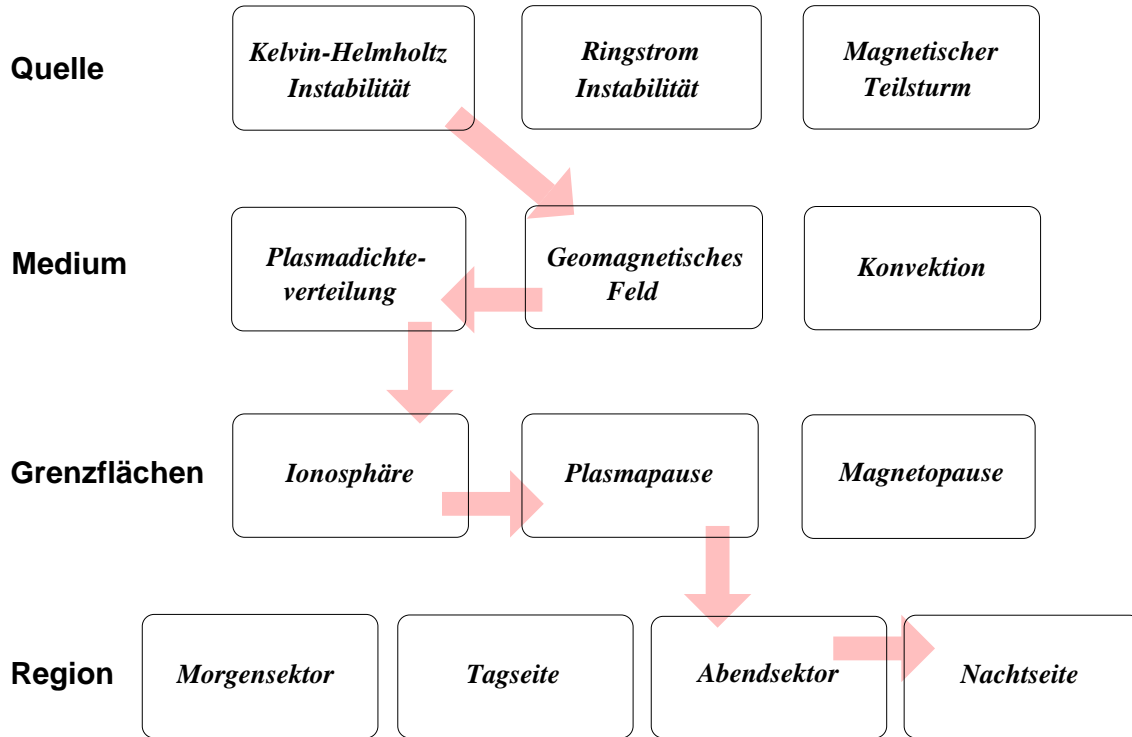 Quelle
Kelvin-Helmholtz
Instabilität
Ringstrom
Instabilität
Magnetischer
Teilsturm
Medium
Plasmadichte-
verteilung
Geomagnetisches
Feld
Konvektion
Grenzflächen
Ionosphäre
Plasmapause
Magnetopause
Region
Morgensektor
Tagseite
Abendsektor
Nachtseite